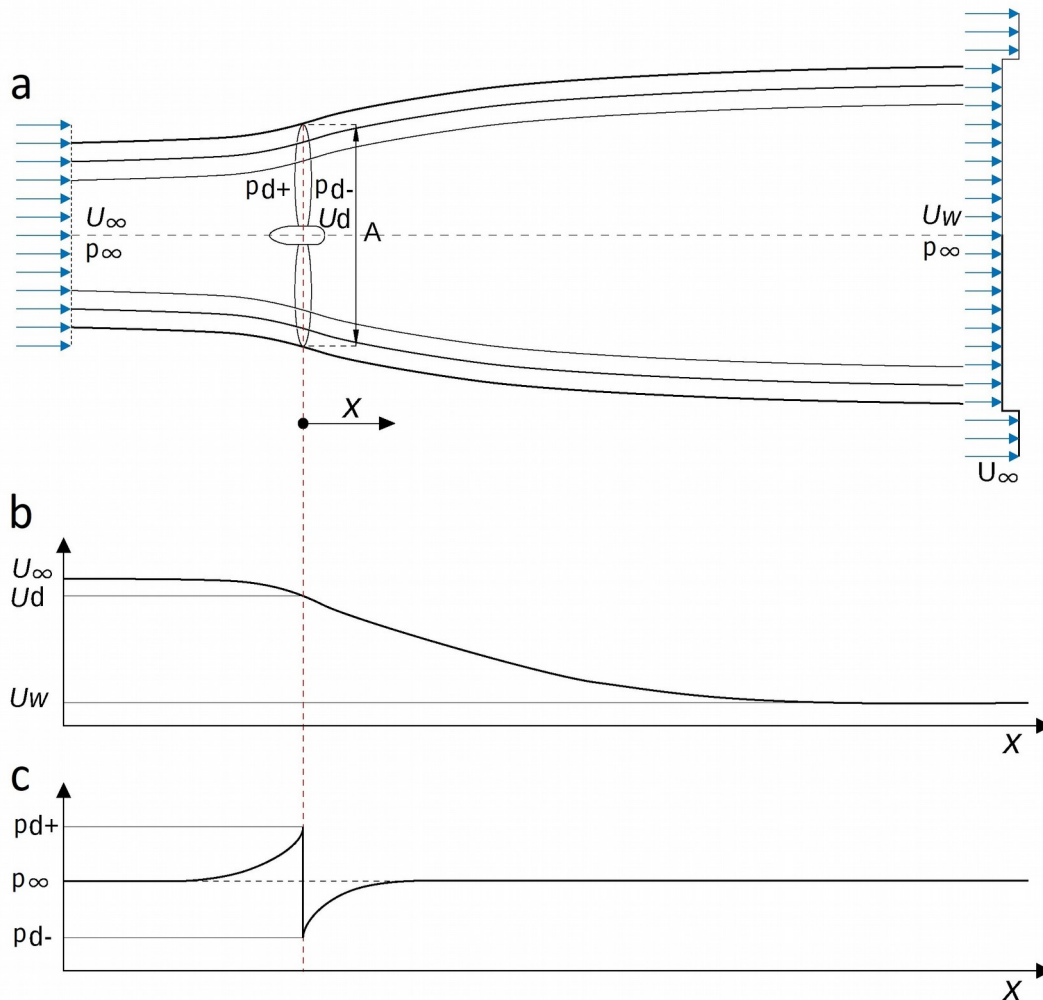 a
pd+ pd-
U∞ Ud Uw
p∞ A p∞
X
U∞
b
U∞
Ud
Uw
X
c
pd+
p∞
pd-
X